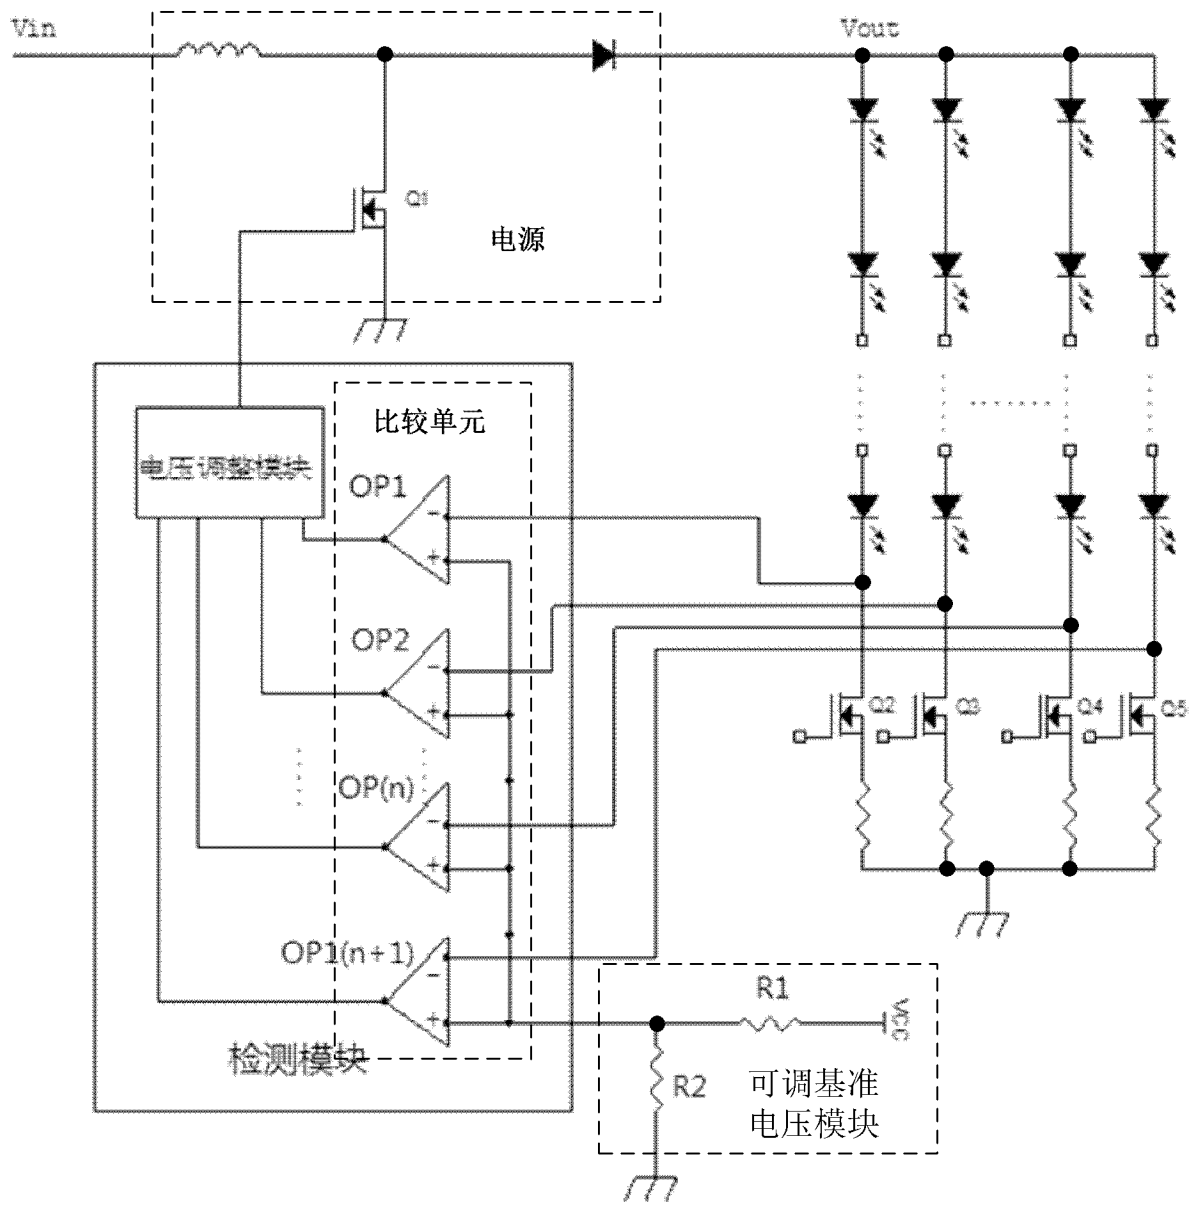 Vin
Vout
Q1
电源
比较单元
电压调整模块
OP1
OP2
Q2
Q3
Q4
Q5
OP(n)
OP1(n+1)
R1
VCC
检测模块
R2
可调基准
电压模块